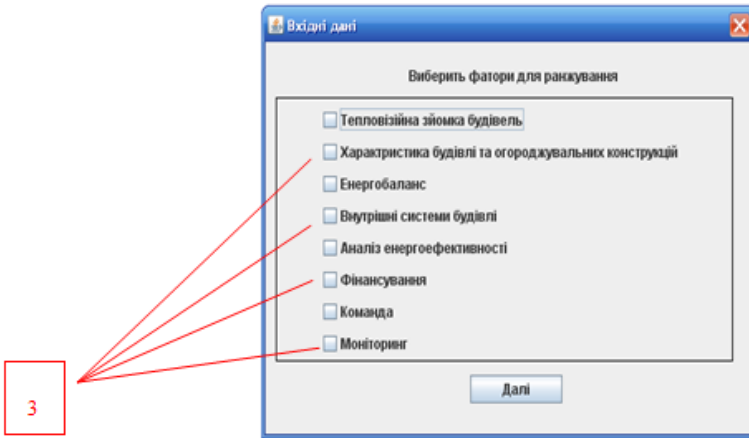 Вхідні дані
Виберить фатори для ранжування
Тепловізійна зйомка будівель
Характеристика будівлі та огороджувальних конструкцій
Енергобаланс
Внутрішні системи будівлі
Аналіз енергоефективності
Фінансування
Команда
Моніторинг
Далі
3